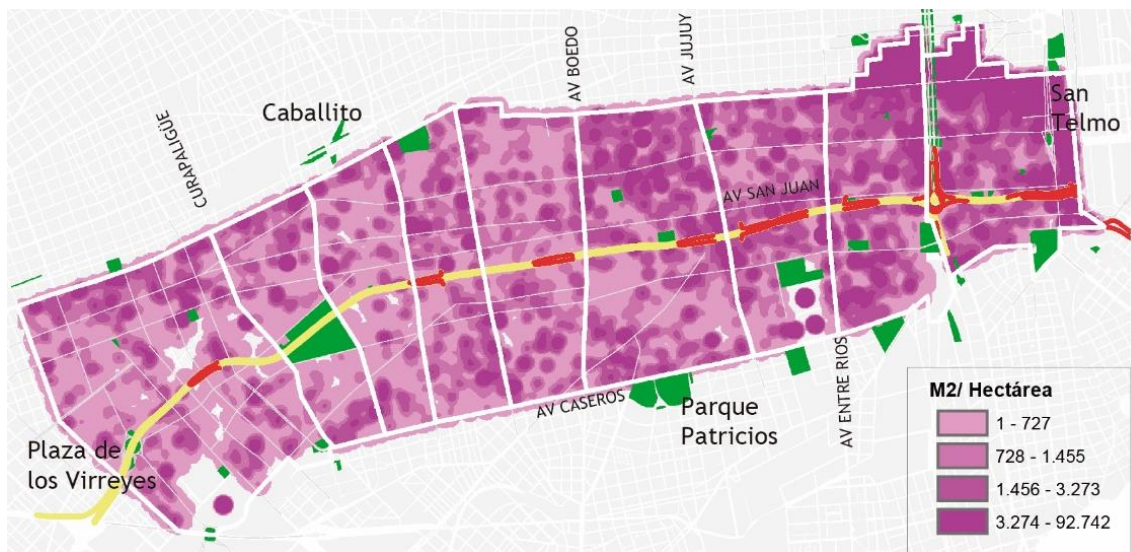 San
Telmo
Caballito
CURAPALIGÜE
AV BOEDO
AV JUJUY
AV SAN JUAN
AV ENTRE RIOS
AV CASEROS
Parque
Patricios
Plaza de
los Virreyes
M2/ Hectárea
1 - 727
728 - 1.455
1.456 - 3.273
3.274 - 92.742